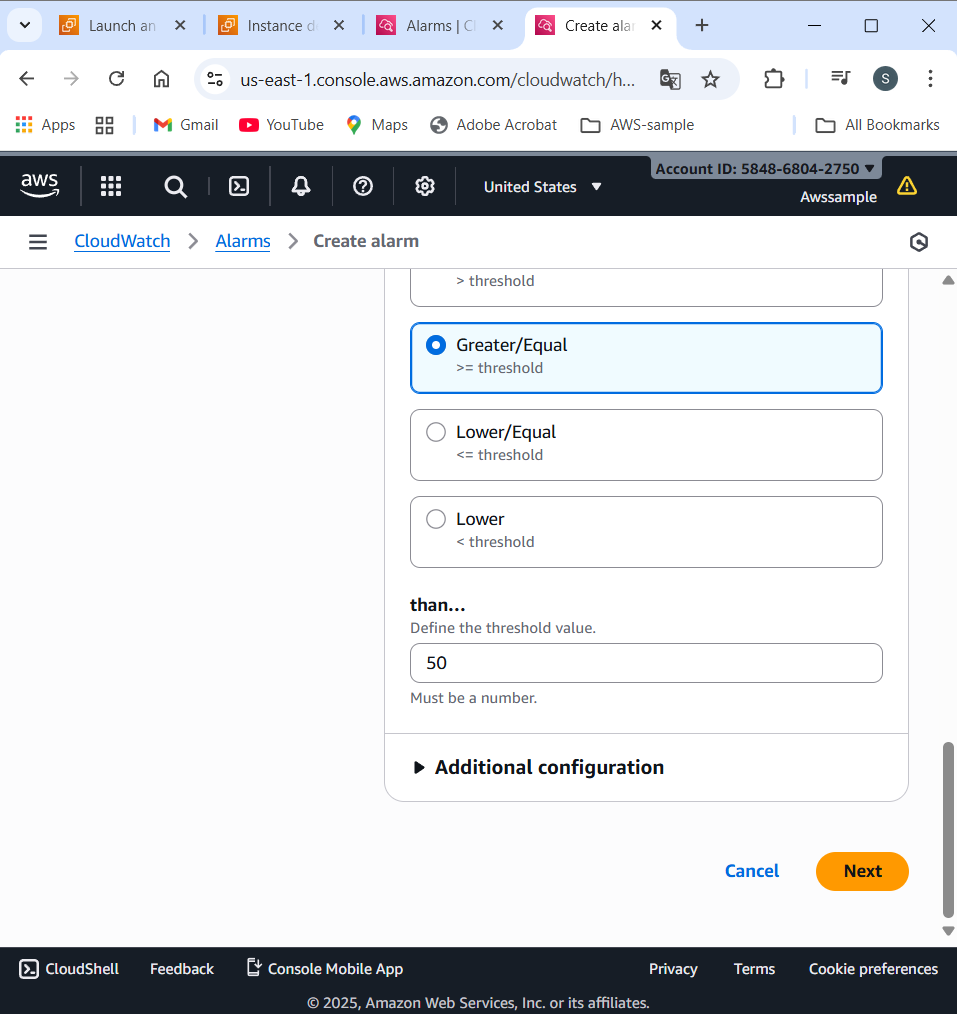 Launch an
Instance d
Alarms | Cl
Create alar
us-east-1.console.aws.amazon.com/cloudwatch/h...
S
Apps
Gmail
YouTube
Maps
Adobe Acrobat
AWS-sample
All Bookmarks
aws
United States
Account ID: 5848-6804-2750
Awssample
CloudWatch
Alarms
Create alarm
> threshold
Greater/Equal
>= threshold
Lower/Equal
<= threshold
Lower
< threshold
than...
Define the threshold value.
50
Must be a number.
Additional configuration
Cancel
Next
CloudShell
Feedback
Console Mobile App
Privacy
Terms
Cookie preferences
© 2025, Amazon Web Services, Inc. or its affiliates.